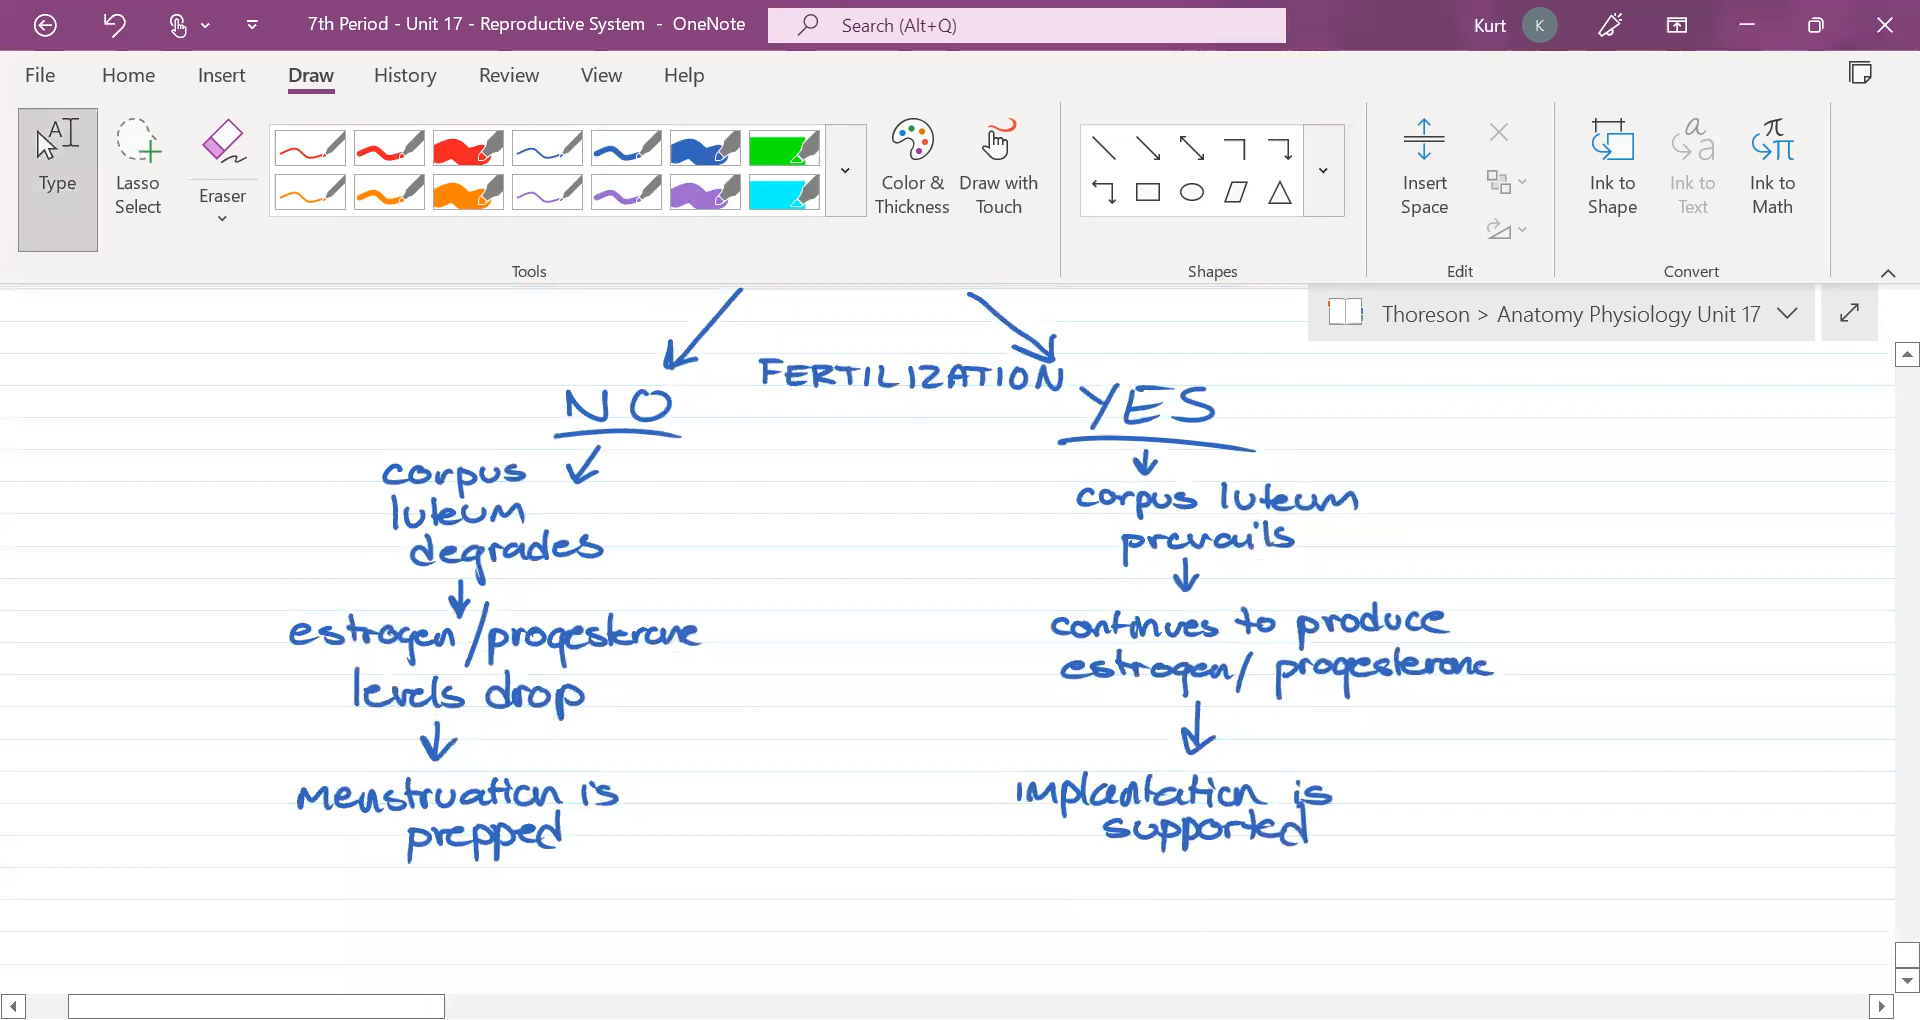 7th Period - Unit 17 - Reproductive System - OneNote
Search (Alt+Q)
Kurt
K
File Home Insert Draw History Review View Help
Type
Lasso Select
Eraser
Color & Thickness
Draw with Touch
Insert Space
Ink to Shape
Ink to Text
Ink to Math
Tools
Shapes
Edit
Convert
Thoreson > Anatomy Physiology Unit 17
FERTILIZATION
NO
corpus
luteum
degrades
estrogen/progesterone
levels drop
menstruation is
prepped
YES
corpus luteum
prevails
continues to produce
estrogen/progesterone
implantation is
supported